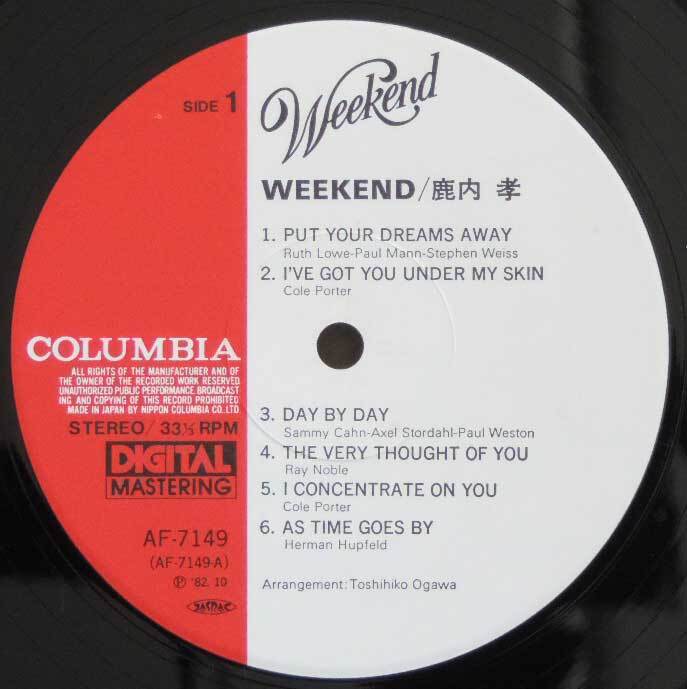 SIDE 1
Weekend
WEEKEND/鹿内 孝
1. PUT YOUR DREAMS AWAY
Ruth Lowe-Paul Mann-Stephen Weiss
2. I'VE GOT YOU UNDER MY SKIN
Cole Porter
3. DAY BY DAY
Sammy Cahn-Axel Stordahl-Paul Weston
4. THE VERY THOUGHT OF YOU
Ray Noble
5. I CONCENTRATE ON YOU
Cole Porter
6. AS TIME GOES BY
Herman Hupfeld
Arrangement: Toshihiko Ogawa
COLUMBIA
ALL RIGHTS OF THE MANUFACTURER AND OF
THE OWNER OF THE RECORDED WORK RESERVED
UNAUTHORIZED PUBLIC PERFORMANCE BROADCAST
ING AND COPYING OF THIS RECORD PROHIBITED
MADE IN JAPAN BY NIPPON COLUMBIA CO.LTD.
STEREO/33⅓RPM
DIGITAL
MASTERING
AF-7149
(AF-7149-A)
Ⓟ '82. 10
JASRAC